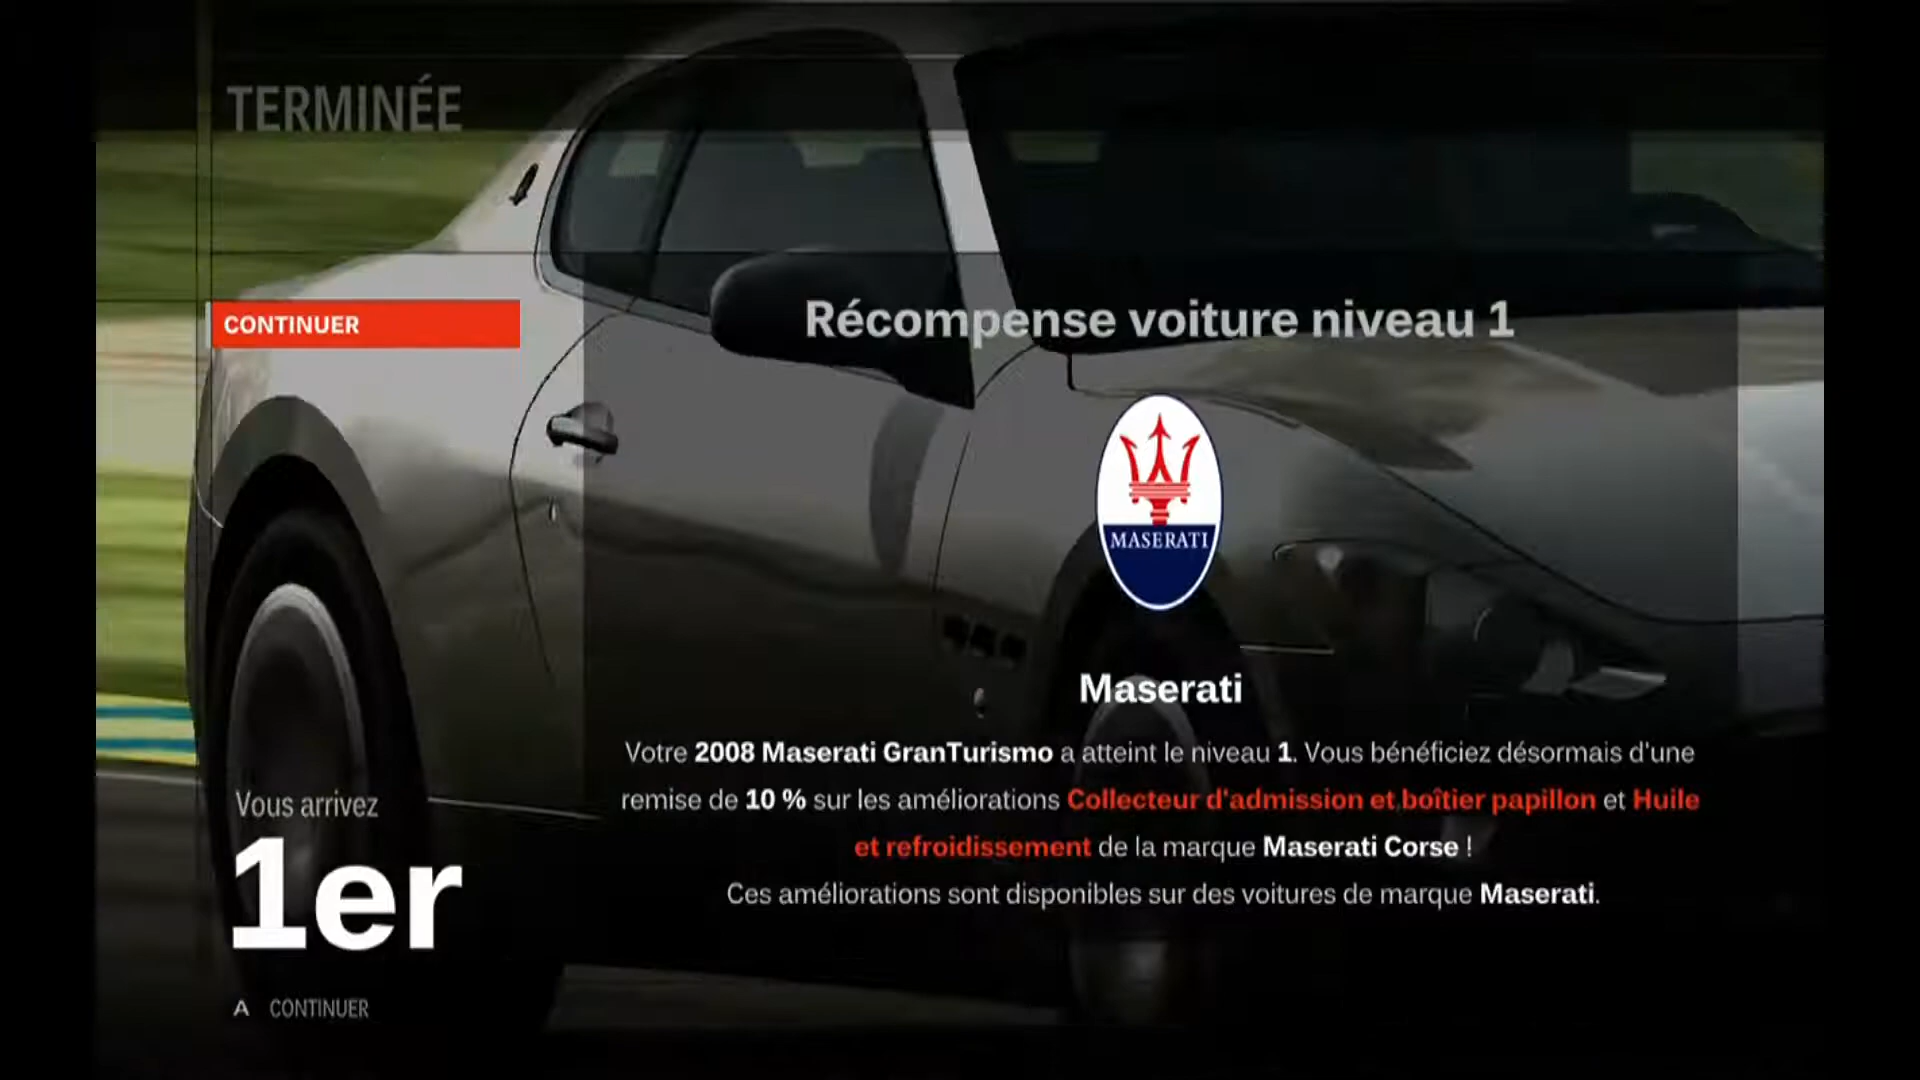 TERMINÉE
CONTINUER
Récompense voiture niveau 1
MASERATI
Maserati
Votre 2008 Maserati GranTurismo a atteint le niveau 1. Vous bénéficiez désormais d'une
remise de 10 % sur les améliorations Collecteur d'admission et boîtier papillon et Huile
et refroidissement de la marque Maserati Corse !
Ces améliorations sont disponibles sur des voitures de marque Maserati.
Vous arrivez
1er
A CONTINUER